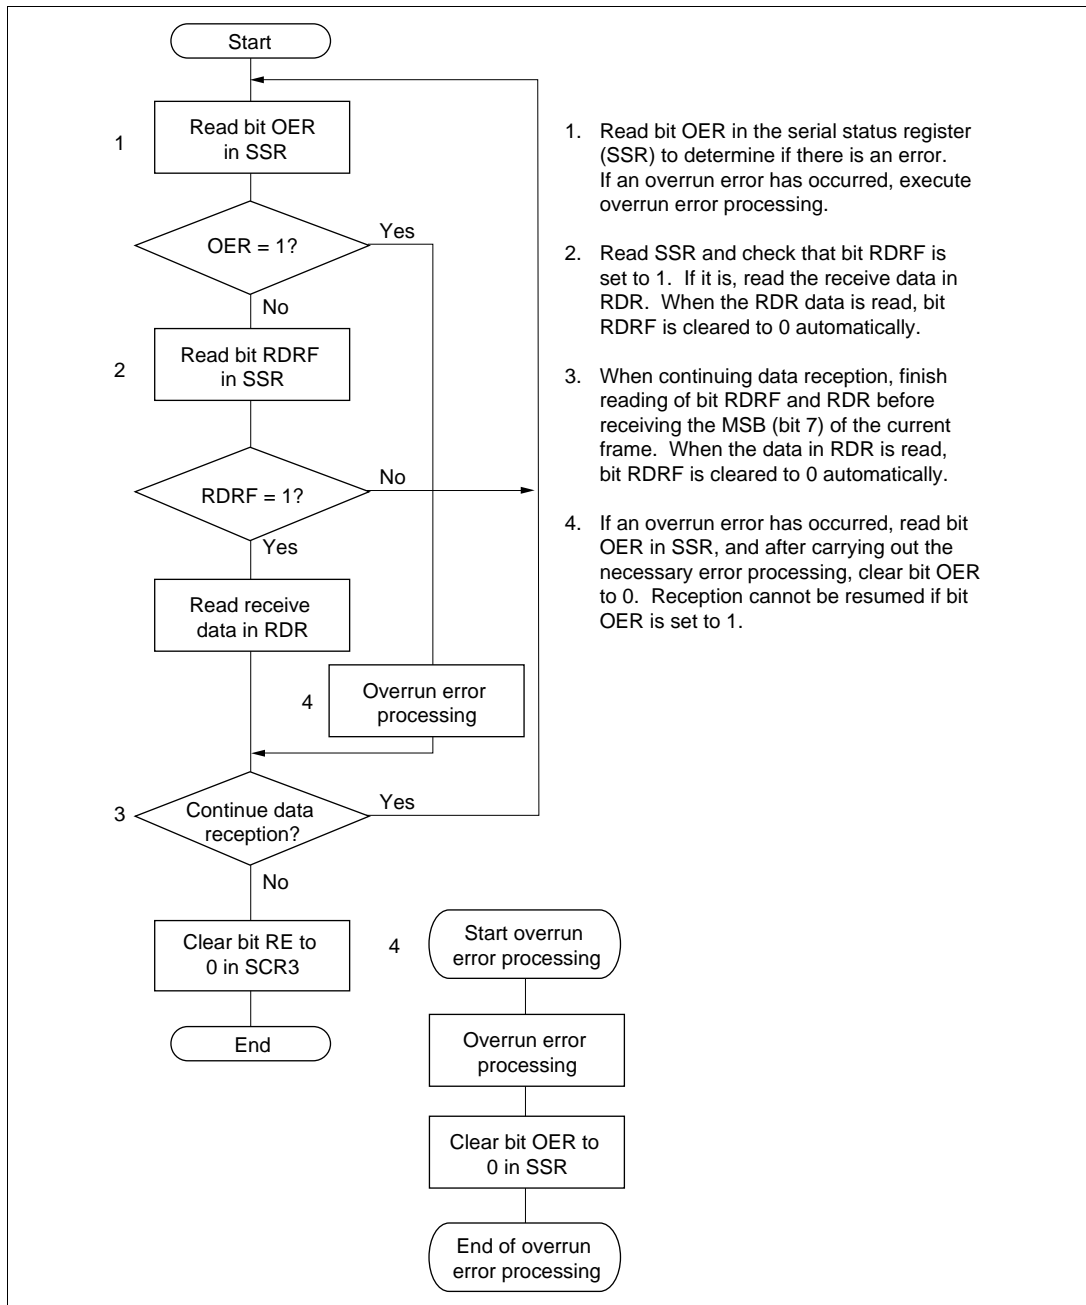 Start
1
Read bit OER
in SSR
OER = 1?
Yes
No
2
Read bit RDRF
in SSR
RDRF = 1?
No
Yes
Read receive
data in RDR
4
Overrun error
processing
3
Continue data
reception?
Yes
No
Clear bit RE to
0 in SCR3
End
4
Start overrun
error processing
Overrun error
processing
Clear bit OER to
0 in SSR
End of overrun
error processing
1. Read bit OER in the serial status register
(SSR) to determine if there is an error.
If an overrun error has occurred, execute
overrun error processing.
2. Read SSR and check that bit RDRF is
set to 1. If it is, read the receive data in
RDR. When the RDR data is read, bit
RDRF is cleared to 0 automatically.
3. When continuing data reception, finish
reading of bit RDRF and RDR before
receiving the MSB (bit 7) of the current
frame. When the data in RDR is read,
bit RDRF is cleared to 0 automatically.
4. If an overrun error has occurred, read bit
OER in SSR, and after carrying out the
necessary error processing, clear bit OER
to 0. Reception cannot be resumed if bit
OER is set to 1.